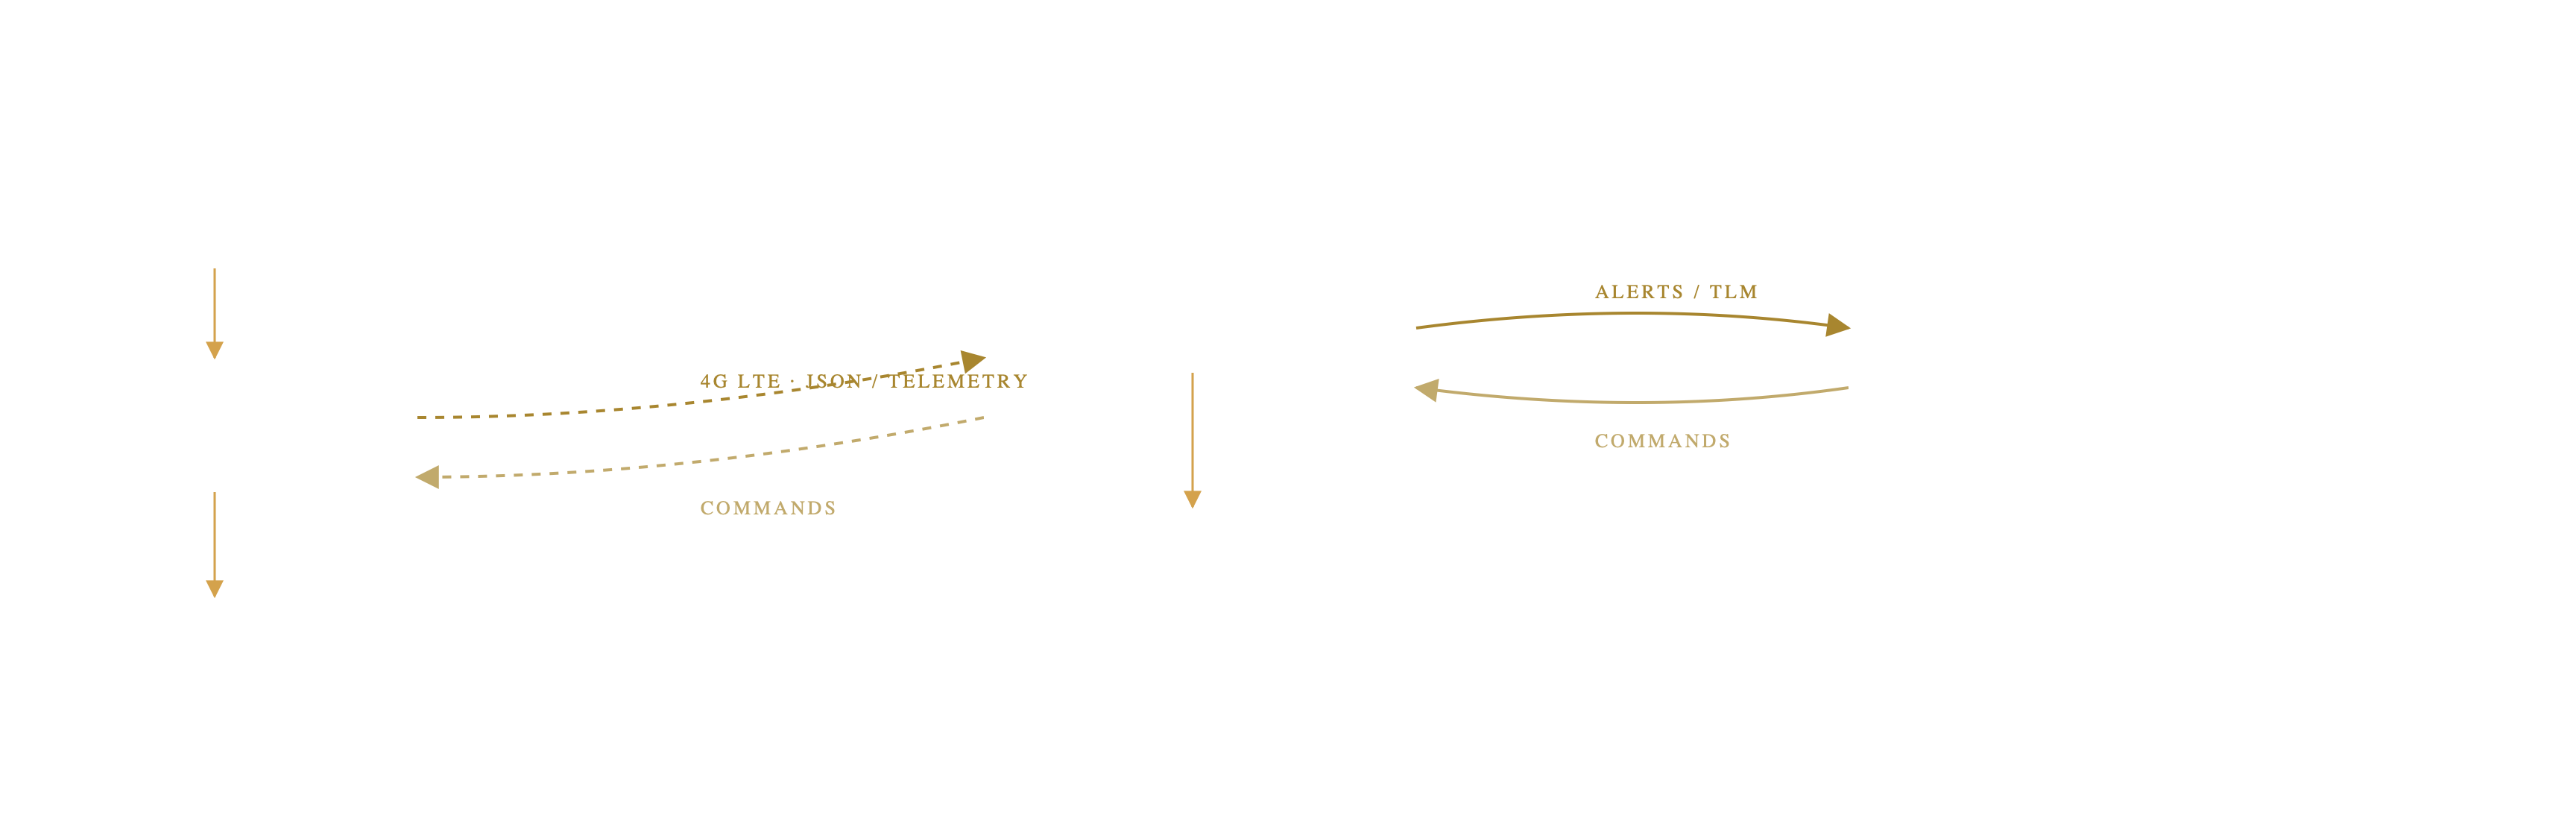 ALERTS / TLM
4G LTE · JSON / TELEMETRY
COMMANDS
COMMANDS